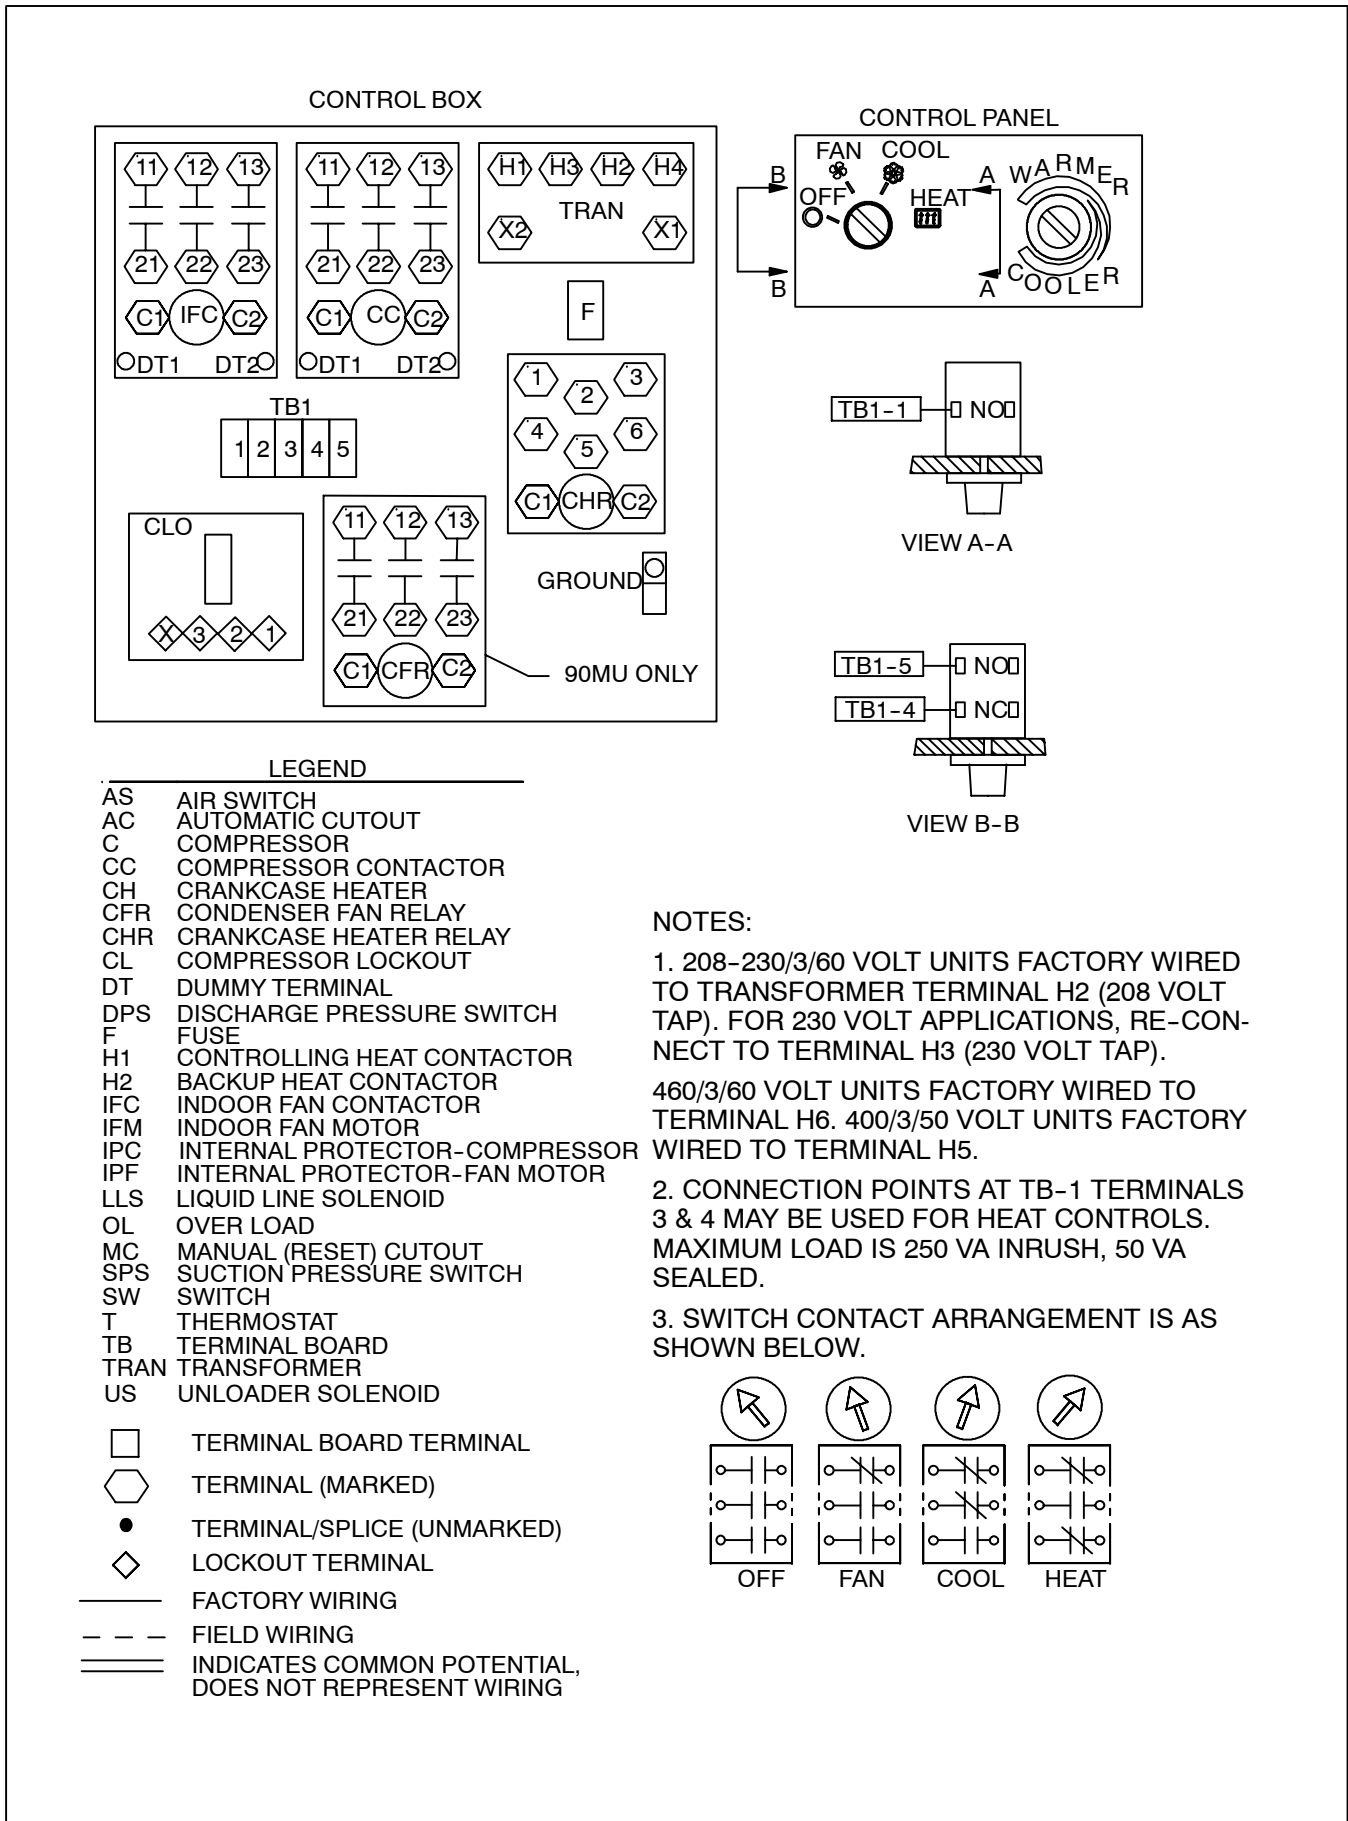 CONTROL BOX
11 12 13
21 22 23
C1 IFC C2
DT1 DT2
11 12 13
21 22 23
C1 CC C2
DT1 DT2
H1 H3 H2 H4
TRAN
X2 X1
F
1 2 3
4 5 6
C1 CHR C2
TB1
1 2 3 4 5
CLO
X 3 2 1
11 12 13
21 22 23
C1 CFR C2
GROUND
90MU ONLY
CONTROL PANEL
FAN COOL
OFF HEAT
B
B
A
A
WARMER
COOLER
TB1-1 NO
VIEW A-A
TB1-5 NO
TB1-4 NC
VIEW B-B
LEGEND
AS AIR SWITCH
AC AUTOMATIC CUTOUT
C COMPRESSOR
CC COMPRESSOR CONTACTOR
CH CRANKCASE HEATER
CFR CONDENSER FAN RELAY
CHR CRANKCASE HEATER RELAY
CL COMPRESSOR LOCKOUT
DT DUMMY TERMINAL
DPS DISCHARGE PRESSURE SWITCH
F FUSE
H1 CONTROLLING HEAT CONTACTOR
H2 BACKUP HEAT CONTACTOR
IFC INDOOR FAN CONTACTOR
IFM INDOOR FAN MOTOR
IPC INTERNAL PROTECTOR-COMPRESSOR
IPF INTERNAL PROTECTOR-FAN MOTOR
LLS LIQUID LINE SOLENOID
OL OVER LOAD
MC MANUAL (RESET) CUTOUT
SPS SUCTION PRESSURE SWITCH
SW SWITCH
T THERMOSTAT
TB TERMINAL BOARD
TRAN TRANSFORMER
US UNLOADER SOLENOID
TERMINAL BOARD TERMINAL
TERMINAL (MARKED)
TERMINAL/SPLICE (UNMARKED)
LOCKOUT TERMINAL
FACTORY WIRING
FIELD WIRING
INDICATES COMMON POTENTIAL,
DOES NOT REPRESENT WIRING
NOTES:
1. 208-230/3/60 VOLT UNITS FACTORY WIRED
TO TRANSFORMER TERMINAL H2 (208 VOLT
TAP). FOR 230 VOLT APPLICATIONS, RE-CON-
NECT TO TERMINAL H3 (230 VOLT TAP).
460/3/60 VOLT UNITS FACTORY WIRED TO
TERMINAL H6. 400/3/50 VOLT UNITS FACTORY
WIRED TO TERMINAL H5.
2. CONNECTION POINTS AT TB-1 TERMINALS
3 & 4 MAY BE USED FOR HEAT CONTROLS.
MAXIMUM LOAD IS 250 VA INRUSH, 50 VA
SEALED.
3. SWITCH CONTACT ARRANGEMENT IS AS
SHOWN BELOW.
OFF FAN COOL HEAT